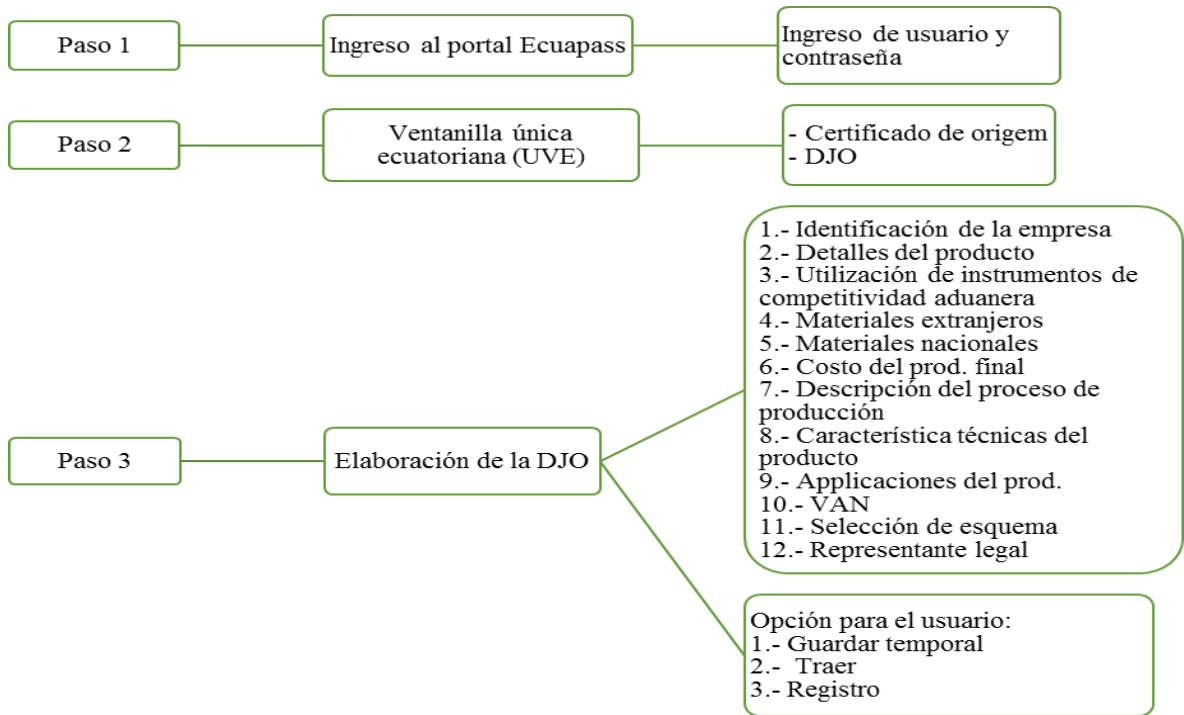 Paso 1
Ingreso al portal Ecuapass
Ingreso de usuario y
contraseña
Paso 2
Ventanilla única
ecuatoriana (UVE)
- Certificado de origem
- DJO
Paso 3
Elaboración de la DJO
1.- Identificación de la empresa
2.- Detalles del producto
3.- Utilización de instrumentos de
competitividad aduanera
4.- Materiales extranjeros
5.- Materiales nacionales
6.- Costo del prod. final
7.- Descripción del proceso de
producción
8.- Característica técnicas del
producto
9.- Applicaciones del prod.
10.- VAN
11.- Selección de esquema
12.- Representante legal
Opción para el usuario:
1.- Guardar temporal
2.- Traer
3.- Registro